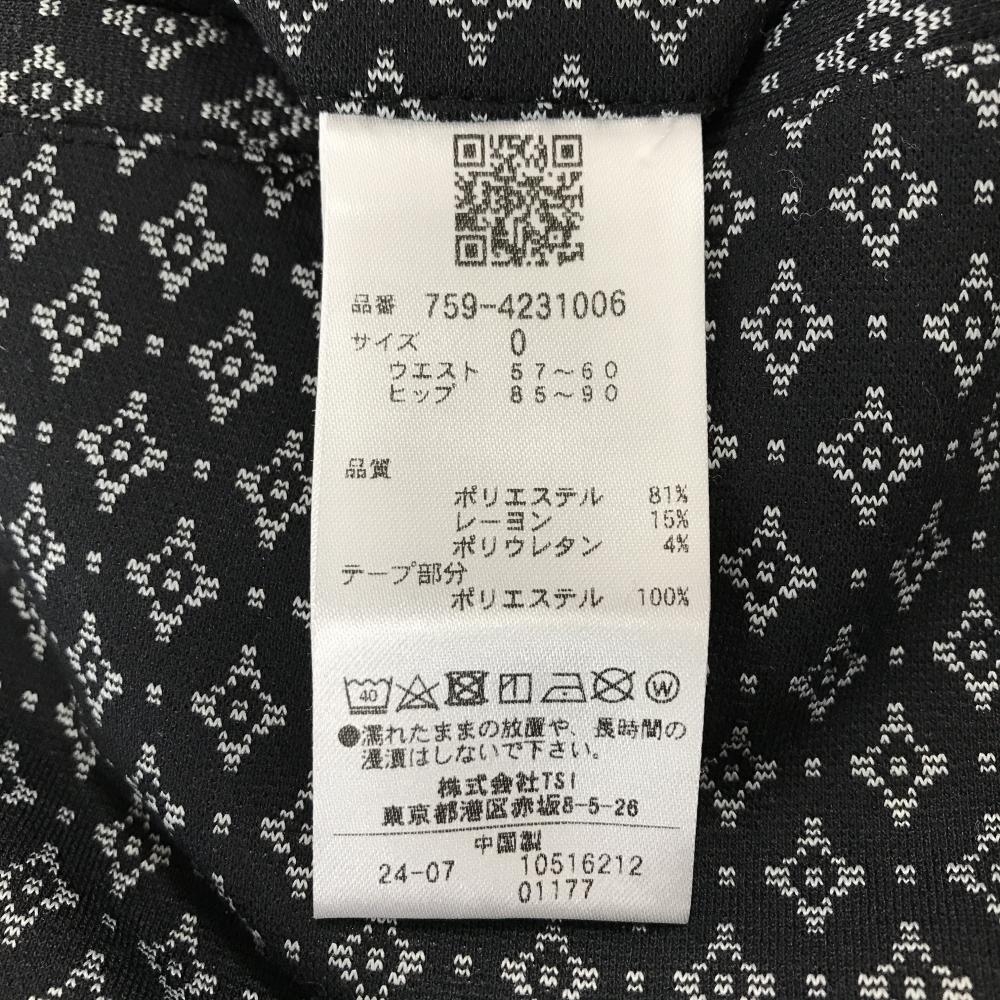 品番 759-4231006
サイズ 0
ウエスト 57～60
ヒップ 85～90
品質
ポリエステル 81%
レーヨン 15%
ポリウレタン 4%
テープ部分
ポリエステル 100%
40 W
●濡れたままの放置や、長時間の
浸漬はしないで下さい。
株式会社TSI
東京都港区赤坂8-5-26
中国製
24-07 10516212
01177